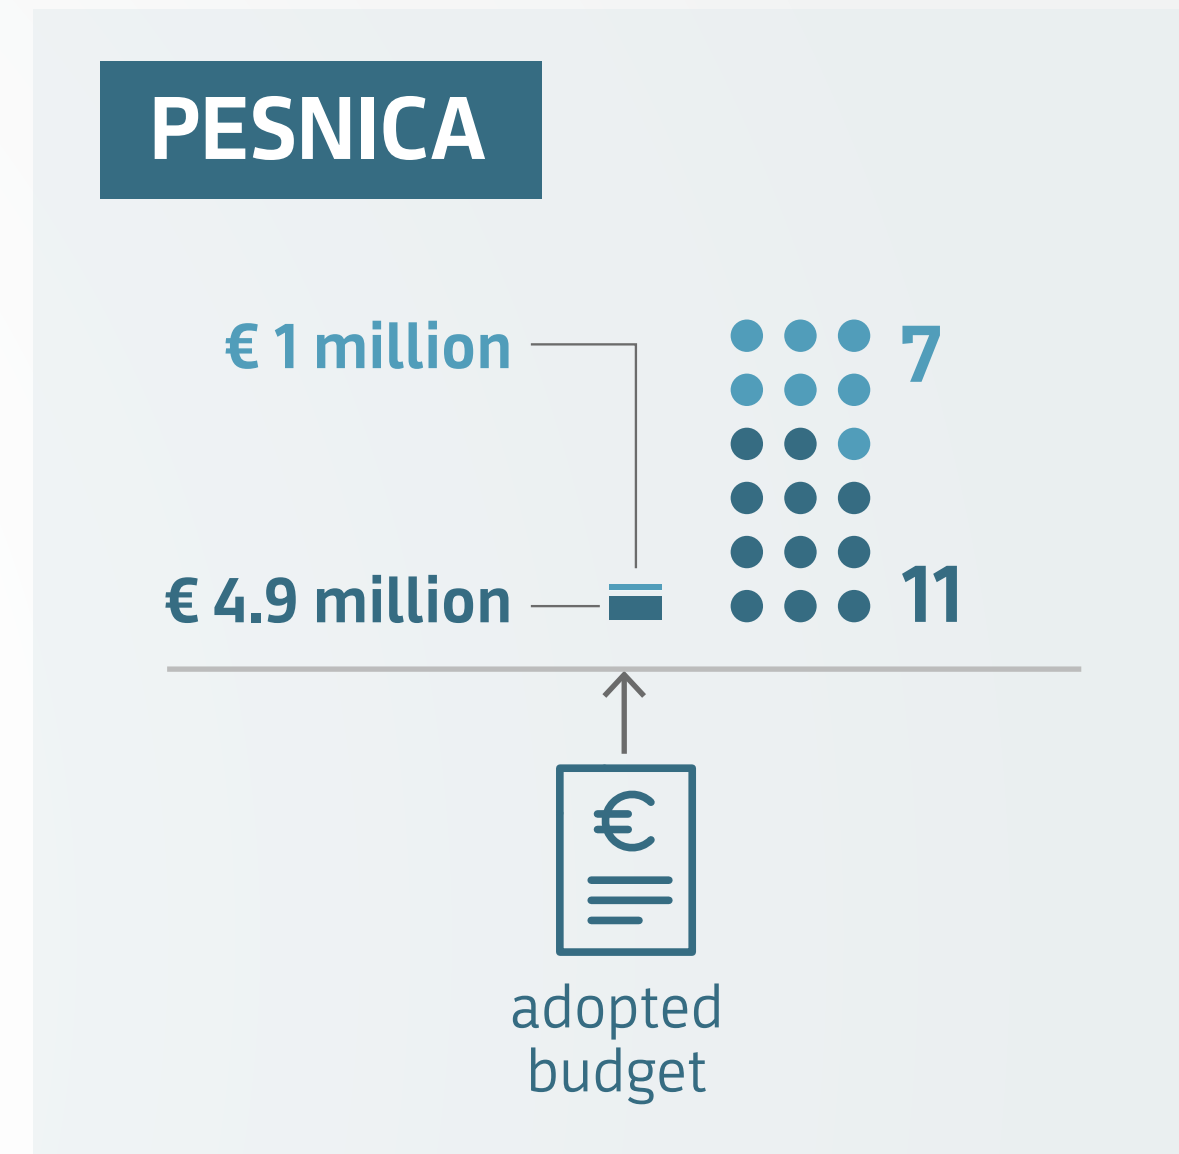 PESNICA
€ 1 million
7
€ 4.9 million
11
€
adopted
budget